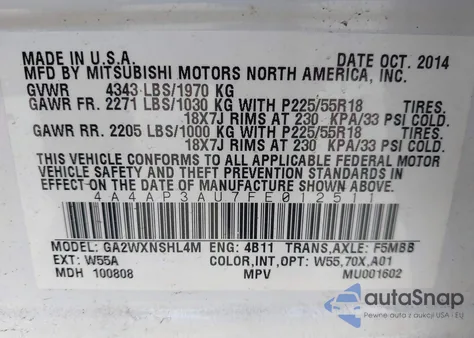 MADE IN U.S.A. DATE OCT. 2014
MFD BY MITSUBISHI MOTORS NORTH AMERICA, INC.
GVWR 4343 LBS/1970 KG
GAWR FR. 2271 LBS/1030 KG WITH P225/55R18 TIRES.
18X7J RIMS AT 230 KPA/33 PSI COLD.
GAWR RR. 2205 LBS/1000 KG WITH P225/55R18 TIRES.
18X7J RIMS AT 230 KPA/33 PSI COLD.
THIS VEHICLE CONFORMS TO ALL APPLICABLE FEDERAL MOTOR
VEHICLE SAFETY AND THEFT PREVENTION STANDARDS IN
EFFECT ON THE DATE OF MANUFACTURE SHOWN ABOVE.
4A4AP3AU7FE012511
MODEL: GA2WXNSHL4M ENG: 4B11 TRANS,AXLE: F5MBB
EXT: W55A COLOR,INT,OPT: W55,70X,A01
MDH 100808 MPV MU001602
autoSnap
Pewne auta z USA i EU